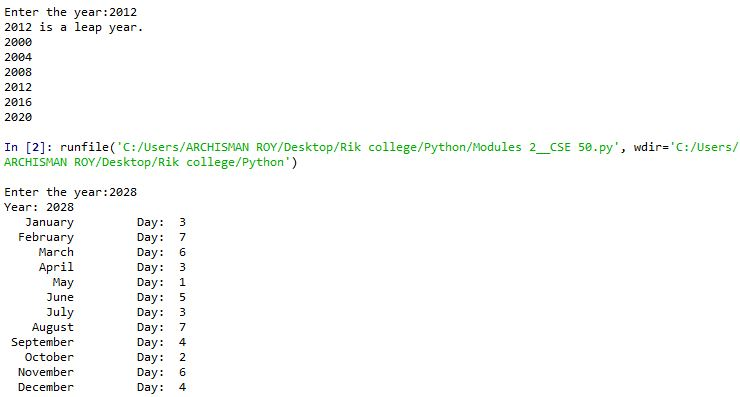 Enter the year:2012
2012 is a leap year.
2000
2004
2008
2012
2016
2020
In [2]: runfile('C:/Users/ARCHISMAN ROY/Desktop/Rik college/Python/Modules 2__CSE 50.py', wdir='C:/Users/
ARCHISMAN ROY/Desktop/Rik college/Python')
Enter the year:2028
Year: 2028
January Day: 3
February Day: 7
March Day: 6
April Day: 3
May Day: 1
June Day: 5
July Day: 3
August Day: 7
September Day: 4
October Day: 2
November Day: 6
December Day: 4